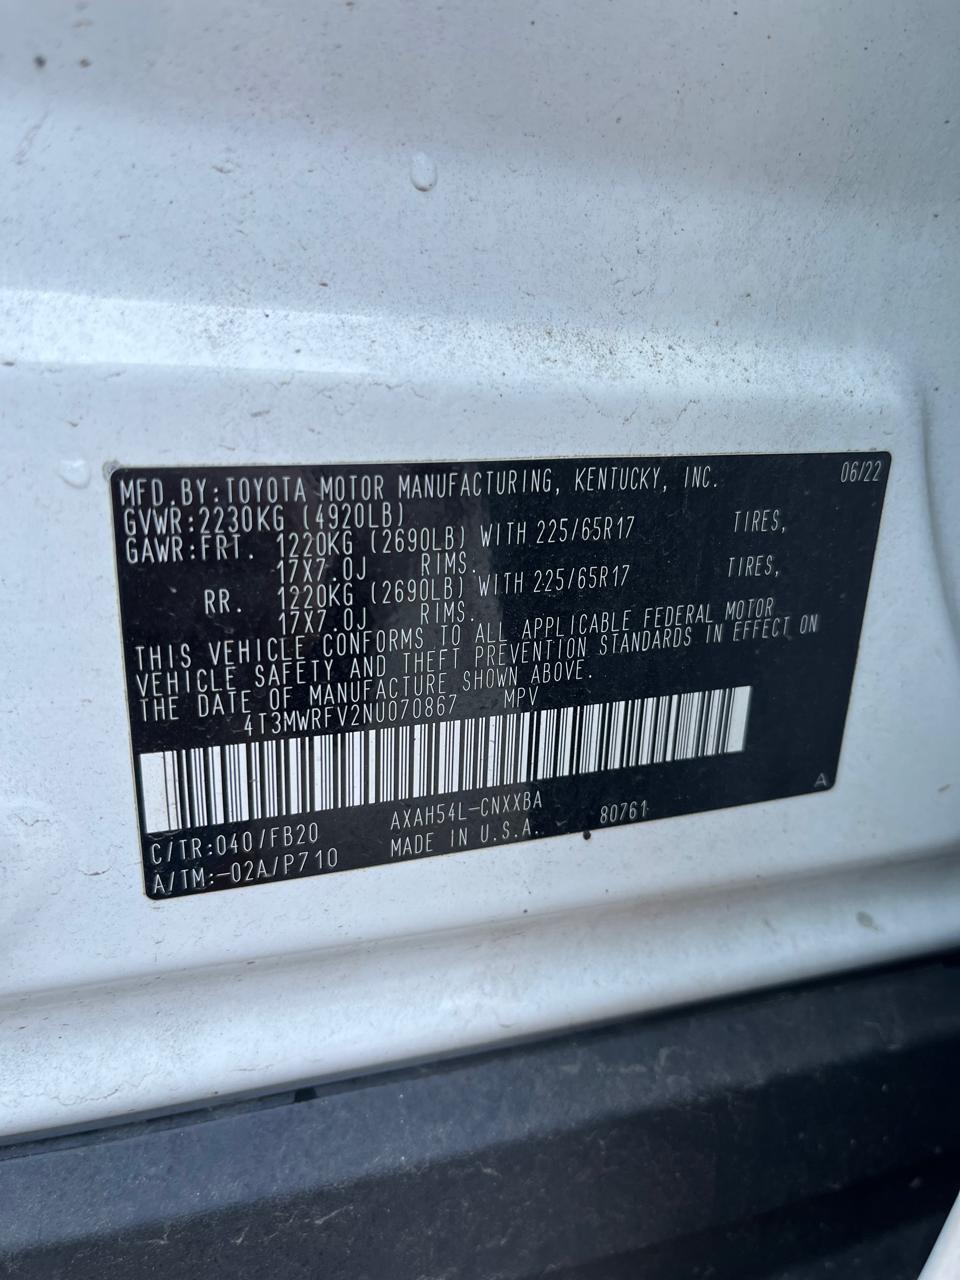 MFD.BY:TOYOTA MOTOR MANUFACTURING, KENTUCKY, INC. 06/22
GVWR:2230KG (4920LB)
GAWR:FRT. 1220KG (2690LB) WITH 225/65R17 TIRES,
17X7.0J RIMS.
RR. 1220KG (2690LB) WITH 225/65R17 TIRES,
17X7.0J RIMS.
THIS VEHICLE CONFORMS TO ALL APPLICABLE FEDERAL MOTOR
VEHICLE SAFETY AND THEFT PREVENTION STANDARDS IN EFFECT ON
THE DATE OF MANUFACTURE SHOWN ABOVE.
4T3MWRFV2NU070867 MPV
C/TR:040/FB20 AXAH54L-CNXXBA 80761 A
A/TM:-02A/P710 MADE IN U.S.A.